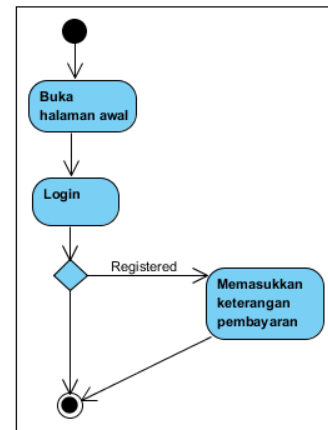 Buka
halaman awal
Login
Registered
Memasukkan
keterangan
pembayaran